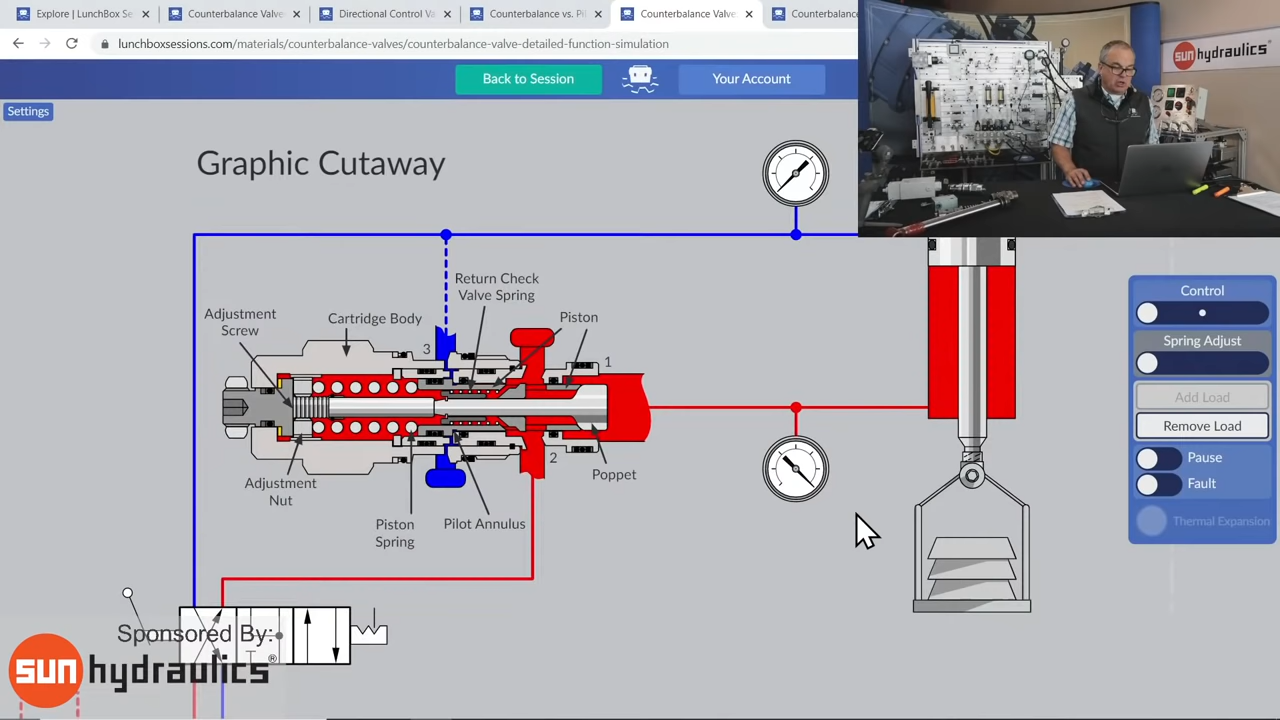 Explore | LunchBox Se
Counterbalance Valve
Directional Control Va
Counterbalance vs. Pil
Counterbalance Valve
Counterbalanc
lunchboxsessions.com/
counterbalance-valves/counterbalance-valve-detailed-function-simulation
Back to Session
Your Account
Settings
sun hydraulics
Graphic Cutaway
Return Check
Valve Spring
Adjustment
Screw
Handbalance
Cartridge Body
Piston
3
1
2
Adjustment
Nut
Piston
Spring
Pilot Annulus
Poppet
Control
Spring Adjust
Add Load
Remove Load
Pause
Fault
Thermal Expansion
T
Sponsored By:
sun hydraulics®